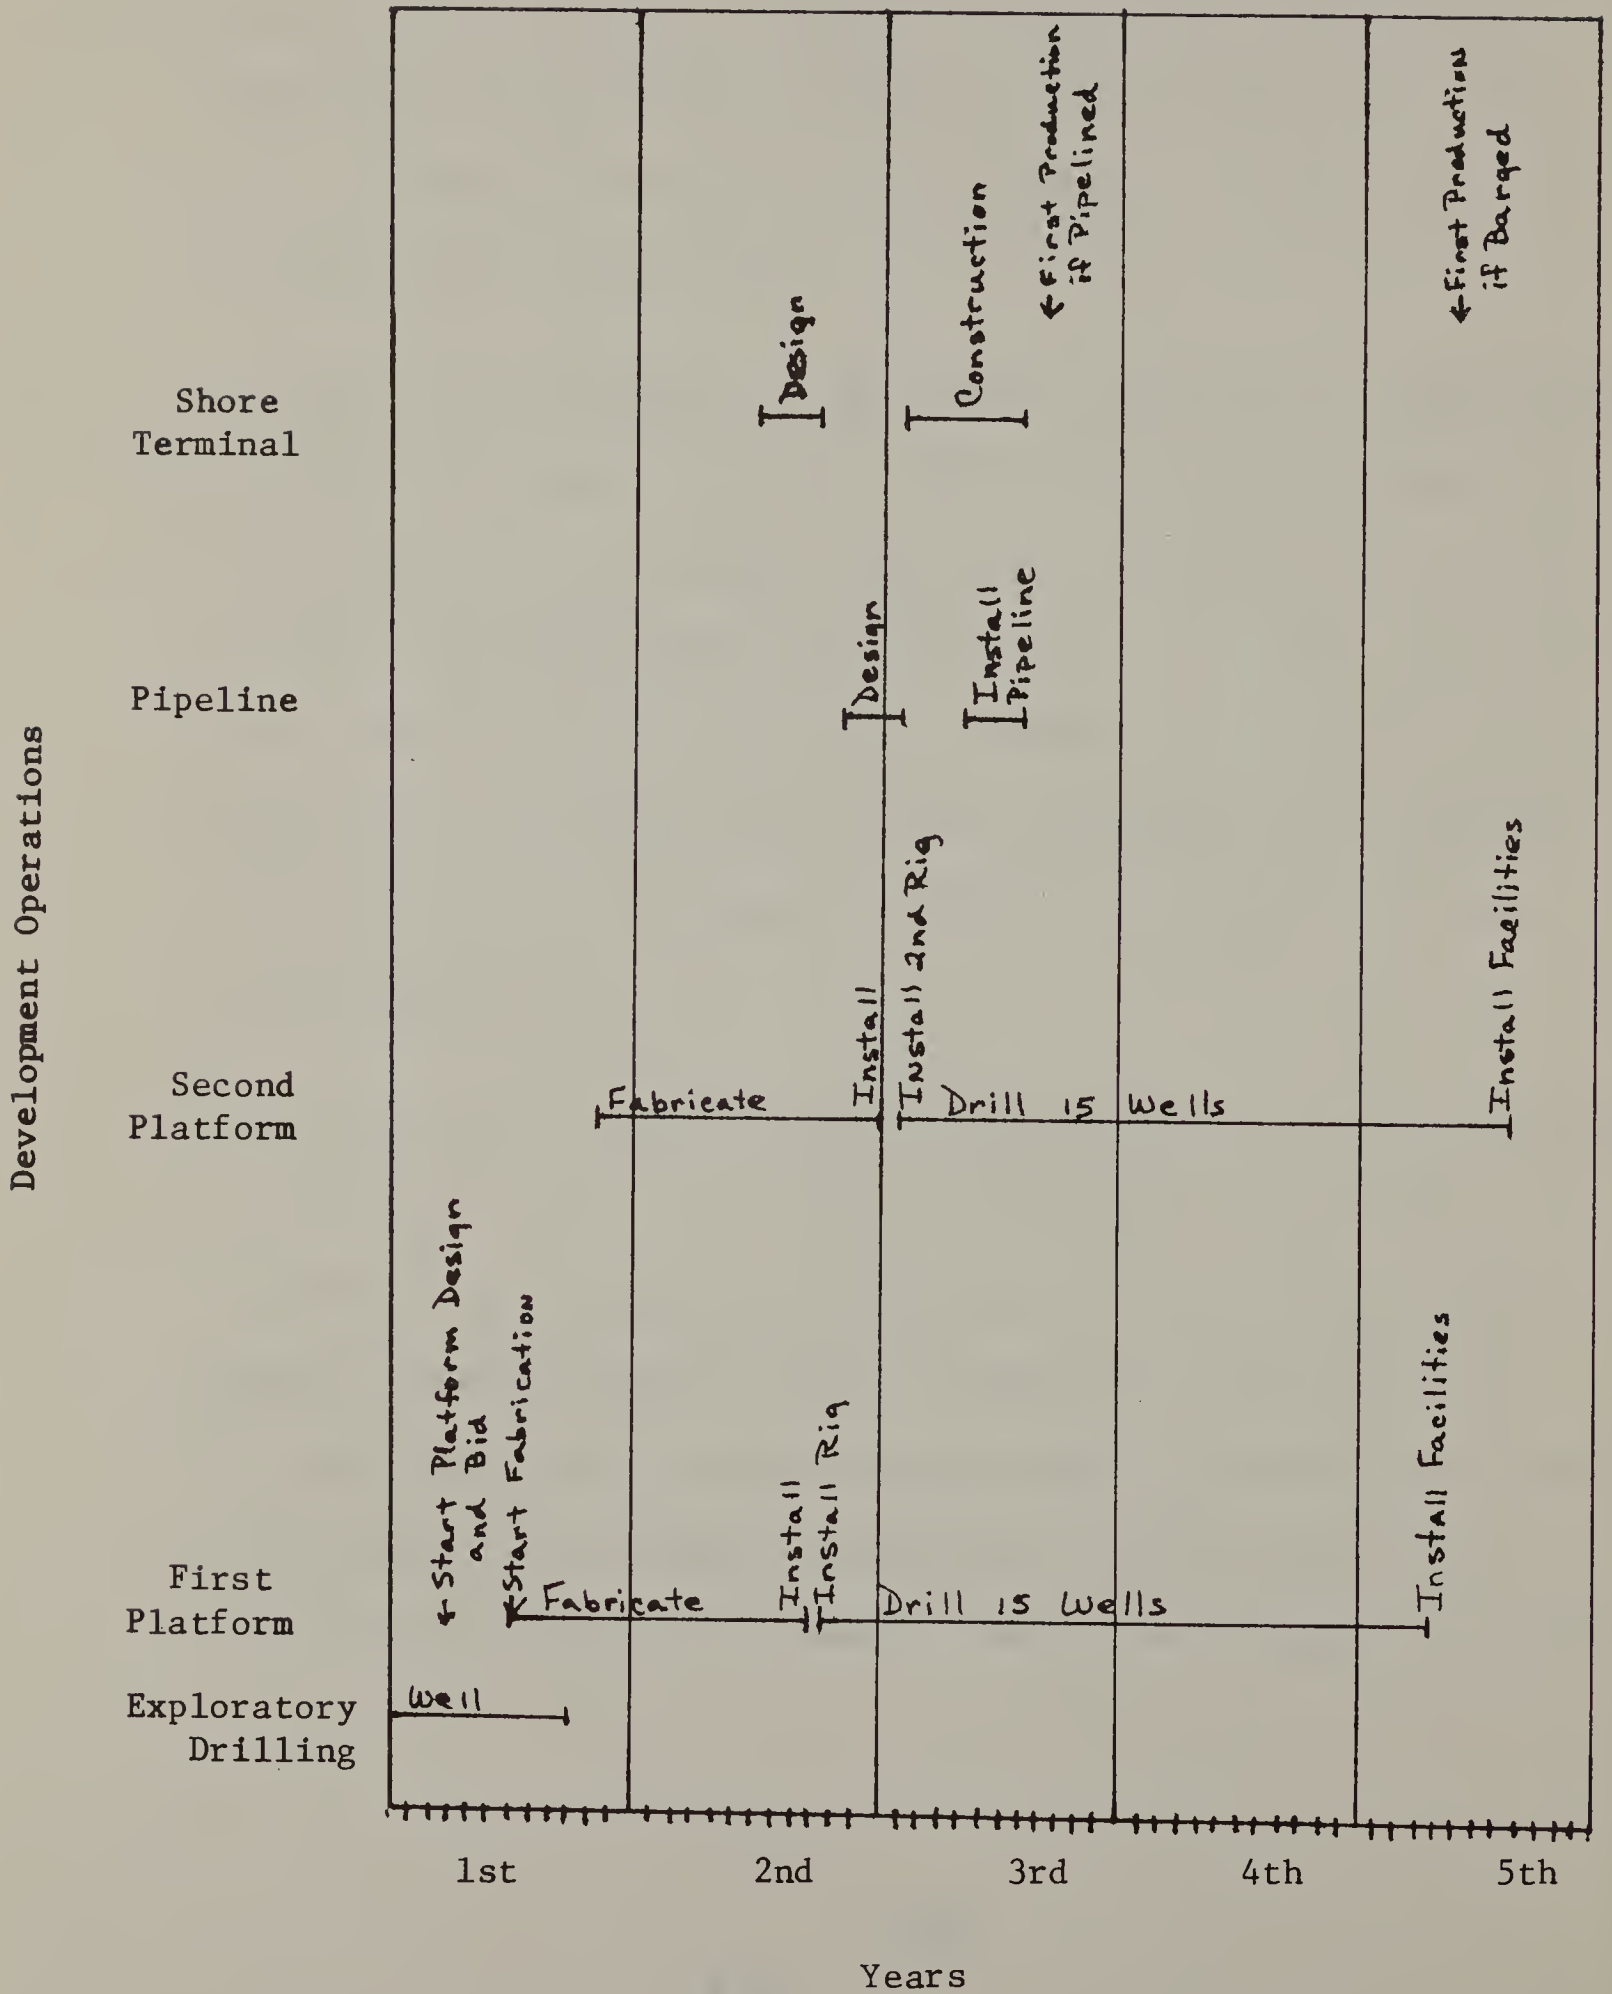 ← First Production
if Pipelined
← First Production
if Barged
Shore
Terminal
Design
Construction
Pipeline
Design
Install
Pipeline
Development Operations
Second
Platform
Fabricate
Install
Install 2nd Rig
Drill 15 Wells
Install Facilities
← Start Platform Design
and Bid
← Start Fabrication
First
Platform
Fabricate
Install
Install Rig
Drill 15 Wells
Install Facilities
Exploratory
Drilling
Well
1st 2nd 3rd 4th 5th
Years